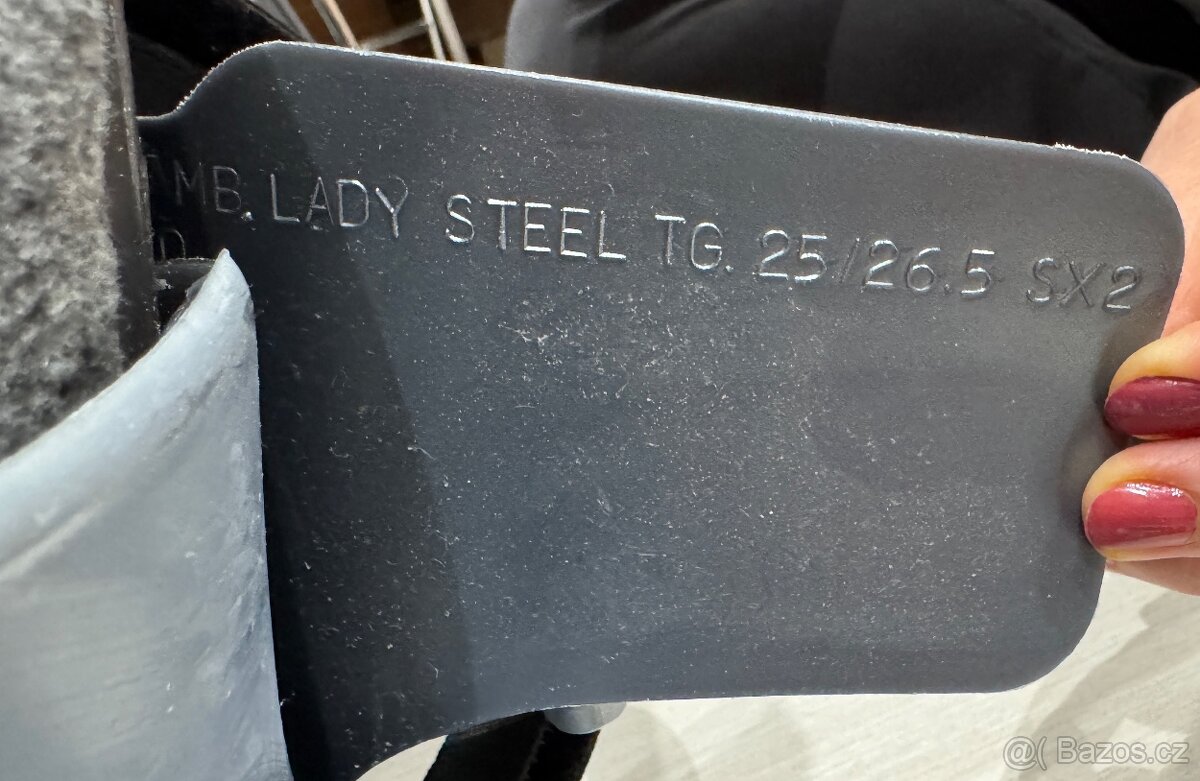 MB. LADY STEEL TG. 25/26.5 SX2
@( Bazos.cz